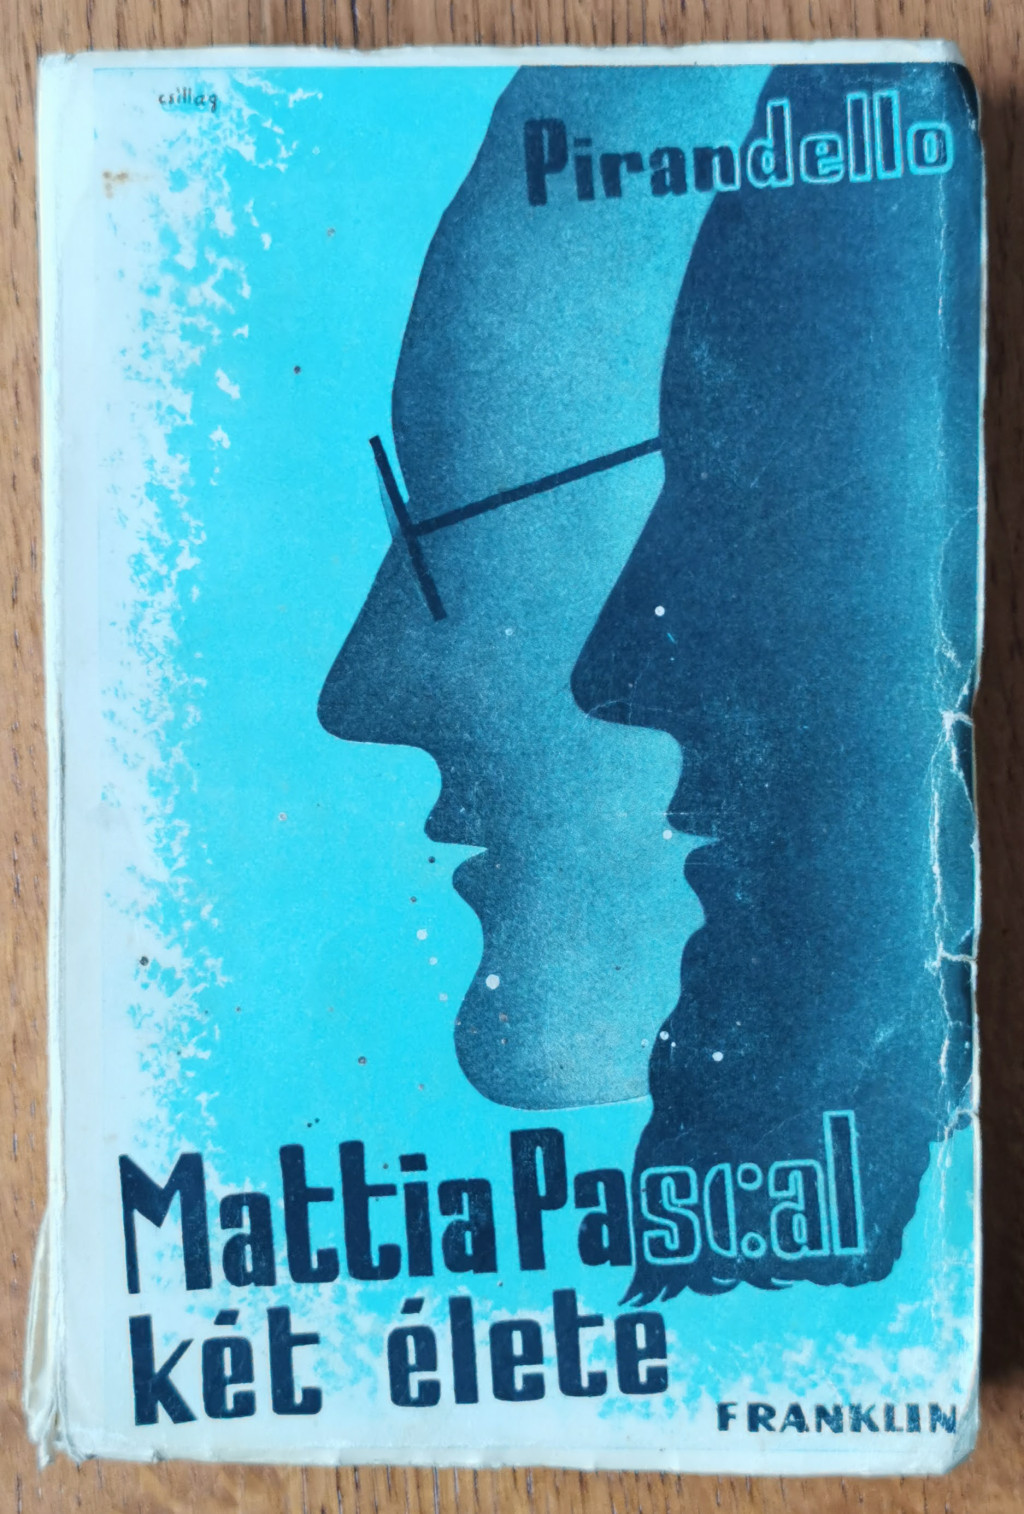 csillag
Pirandello
Mattia Pascal
két élete
FRANKLIN